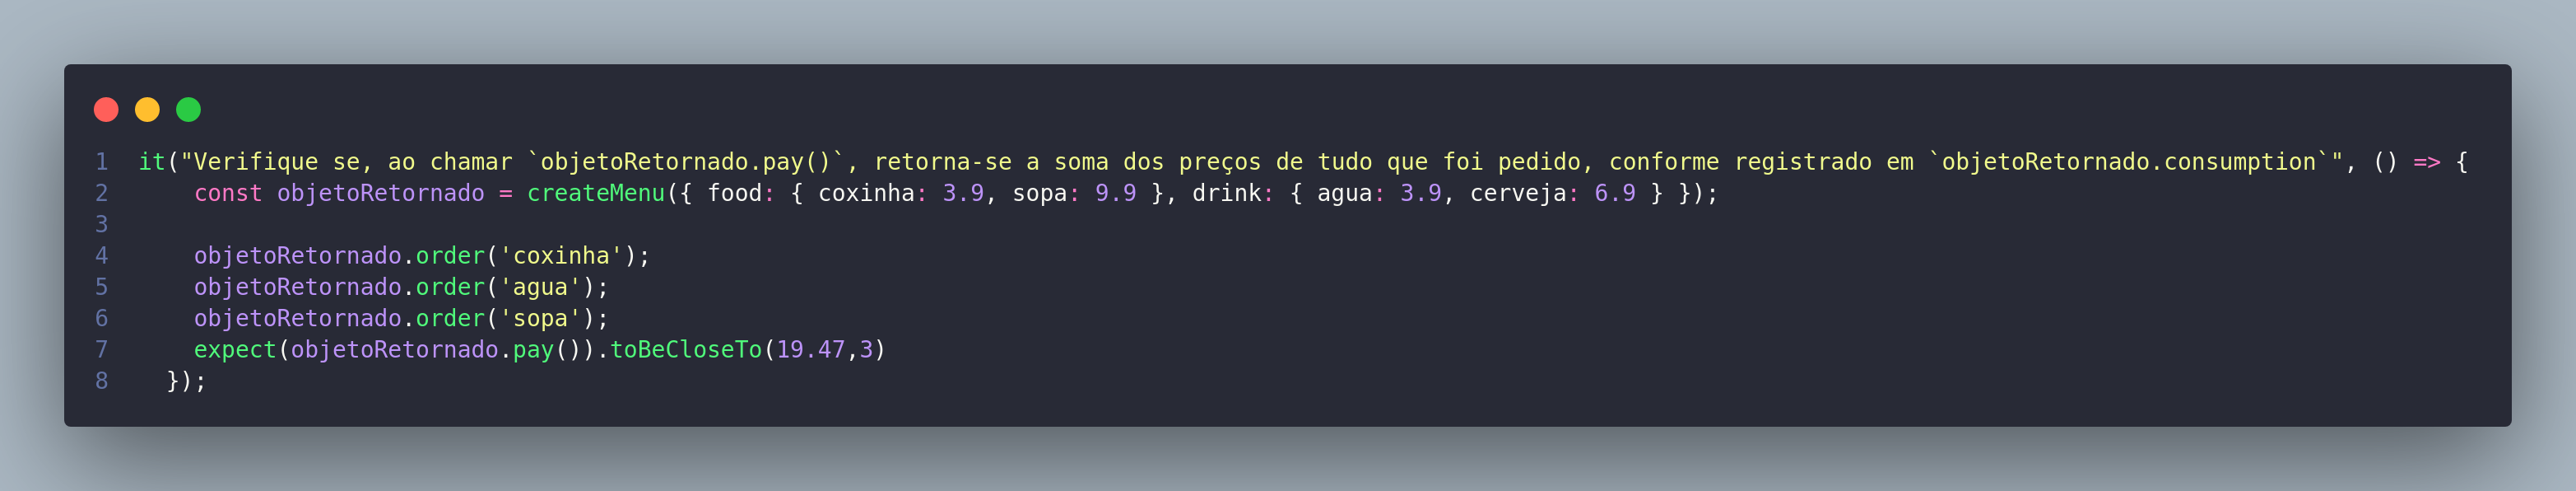 1 it("Verifique se, ao chamar `objetoRetornado.pay()`, retorna-se a soma dos preços de tudo que foi pedido, conforme registrado em `objetoRetornado.consumption`", () => {
2     const objetoRetornado = createMenu({ food: { coxinha: 3.9, sopa: 9.9 }, drink: { agua: 3.9, cerveja: 6.9 } });
3
4     objetoRetornado.order('coxinha');
5     objetoRetornado.order('agua');
6     objetoRetornado.order('sopa');
7     expect(objetoRetornado.pay()).toBeCloseTo(19.47,3)
8   });